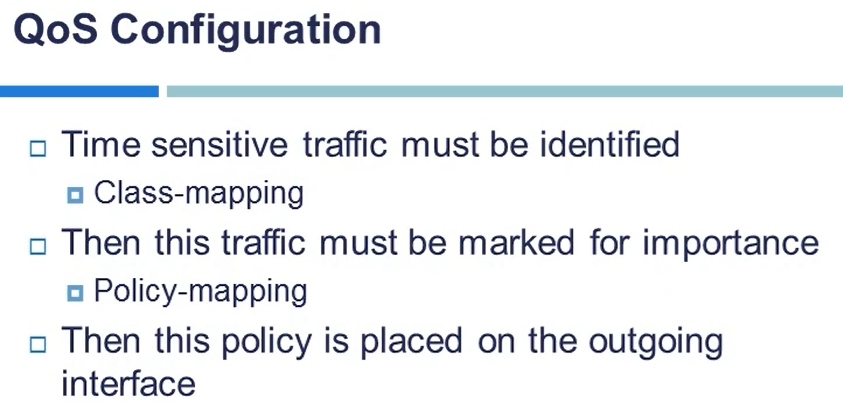 QoS Configuration
Time sensitive traffic must be identified
Class-mapping
Then this traffic must be marked for importance
Policy-mapping
Then this policy is placed on the outgoing
interface